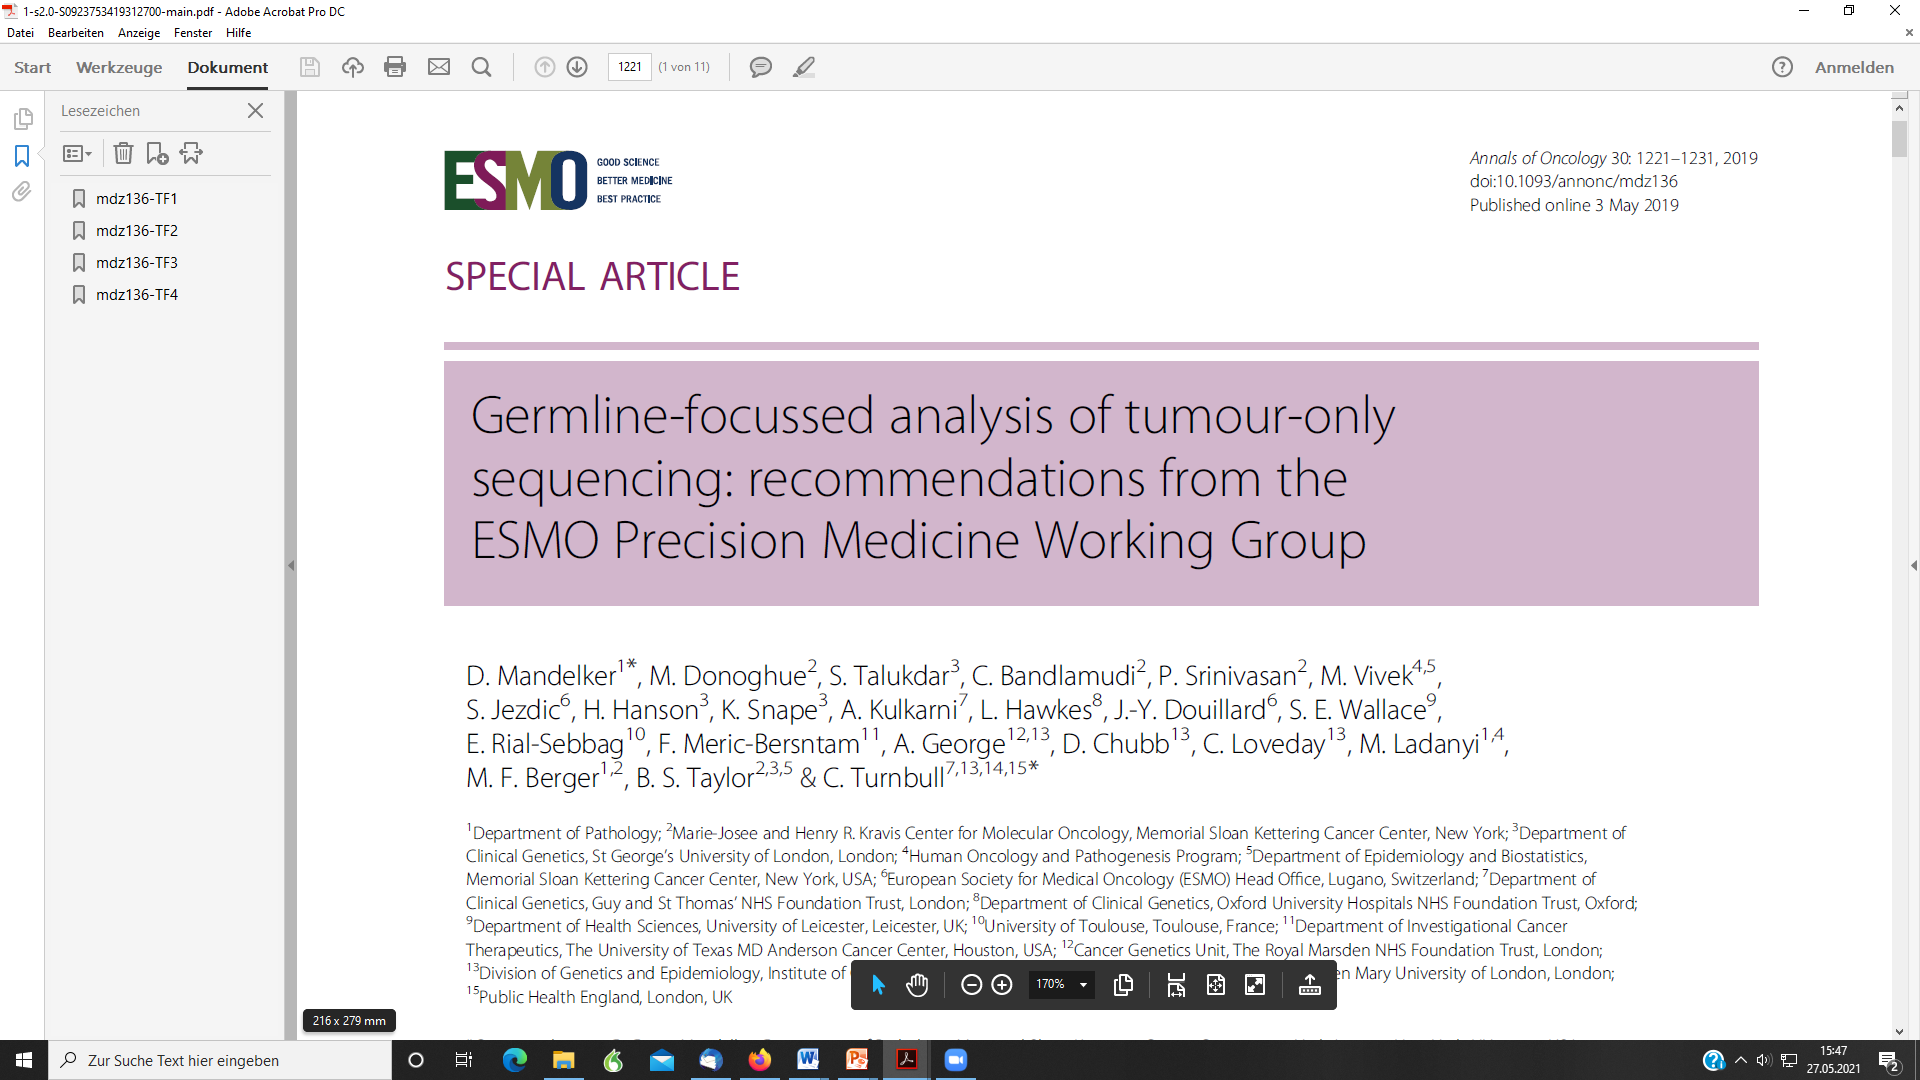 1-s2.0-S0923753419312700-main.pdf - Adobe Acrobat Pro DC
Datei Bearbeiten Anzeige Fenster Hilfe
Start Werkzeuge Dokument 1221 (1 von 11) Anmelden
Lesezeichen
mdz136-TF1
mdz136-TF2
mdz136-TF3
mdz136-TF4
ESMO
GOOD SCIENCE
BETTER MEDICINE
BEST PRACTICE
Annals of Oncology 30: 1221–1231, 2019
doi:10.1093/annonc/mdz136
Published online 3 May 2019
SPECIAL ARTICLE
Germline-focussed analysis of tumour-only
sequencing: recommendations from the
ESMO Precision Medicine Working Group
D. Mandelker1*, M. Donoghue2, S. Talukdar3, C. Bandlamudi2, P. Srinivasan2, M. Vivek4,5,
S. Jezdic6, H. Hanson3, K. Snape3, A. Kulkarni7, L. Hawkes8, J.-Y. Douillard6, S. E. Wallace9,
E. Rial-Sebbag10, F. Meric-Bersntam11, A. George12,13, D. Chubb13, C. Loveday13, M. Ladanyi1,4,
M. F. Berger1,2, B. S. Taylor2,3,5 & C. Turnbull7,13,14,15*
1Department of Pathology; 2Marie-Josee and Henry R. Kravis Center for Molecular Oncology, Memorial Sloan Kettering Cancer Center, New York; 3Department of
Clinical Genetics, St George's University of London, London; 4Human Oncology and Pathogenesis Program; 5Department of Epidemiology and Biostatistics,
Memorial Sloan Kettering Cancer Center, New York, USA; 6European Society for Medical Oncology (ESMO) Head Office, Lugano, Switzerland; 7Department of
Clinical Genetics, Guy and St Thomas' NHS Foundation Trust, London; 8Department of Clinical Genetics, Oxford University Hospitals NHS Foundation Trust, Oxford;
9Department of Health Sciences, University of Leicester, Leicester, UK; 10University of Toulouse, Toulouse, France; 11Department of Investigational Cancer
Therapeutics, The University of Texas MD Anderson Cancer Center, Houston, USA; 12Cancer Genetics Unit, The Royal Marsden NHS Foundation Trust, London;
13Division of Genetics and Epidemiology, Institute of en Mary University of London, London;
15Public Health England, London, UK
170%
216 x 279 mm
Zur Suche Text hier eingeben
15:47
27.05.2021
2